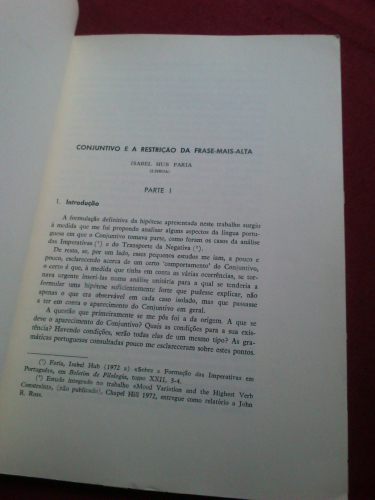 CONJUNTIVO E A RESTRIÇÃO DA FRASE-MAIS-ALTA
ISABEL HUB FARIA
(LISBOA)
PARTE I
1. Introdução
A formulação definitiva da hipótese apresentada neste trabalho surgiu
à medida que me fui propondo analisar alguns aspectos da língua portu-
guesa em que o Conjuntivo tomava parte, como foram os casos da análise
dos Imperativos (¹) e do Transporte da Negativa (²).
De resto, se, por um lado, esses pequenos estudos me iam, a pouco e
pouco, esclarecendo acerca de um certo «comportamento» do Conjuntivo,
o certo é que, à medida que tinha em conta as várias ocorrências, se tor-
nava urgente inseri-las numa análise unitária para a qual se tenderia a
formular uma hipótese suficientemente forte que pudesse explicar, não
apenas o que era observável em cada caso isolado, mas que passasse
a ter em conta o aparecimento do Conjuntivo em geral.
A questão que primeiramente se me pôs foi a da origem. A que se
deve o aparecimento do Conjuntivo? Quais as condições para a sua exis-
tência? Havendo condições, serão todas elas de um mesmo tipo? As gra-
máticas portuguesas consultadas pouco me esclareceram sobre estes pontos.
(¹) Faria, Isabel Hub (1972 a) «Sobre a Formação dos Imperativos em
Português», em Boletim de Filologia, tomo XXII, 3-4.
(²) Estudo integrado no trabalho «Mood Variation and the Highest Verb
Constraint», (não publicado). Chapel Hill 1972, entregue como relatório a John
R. Ross.